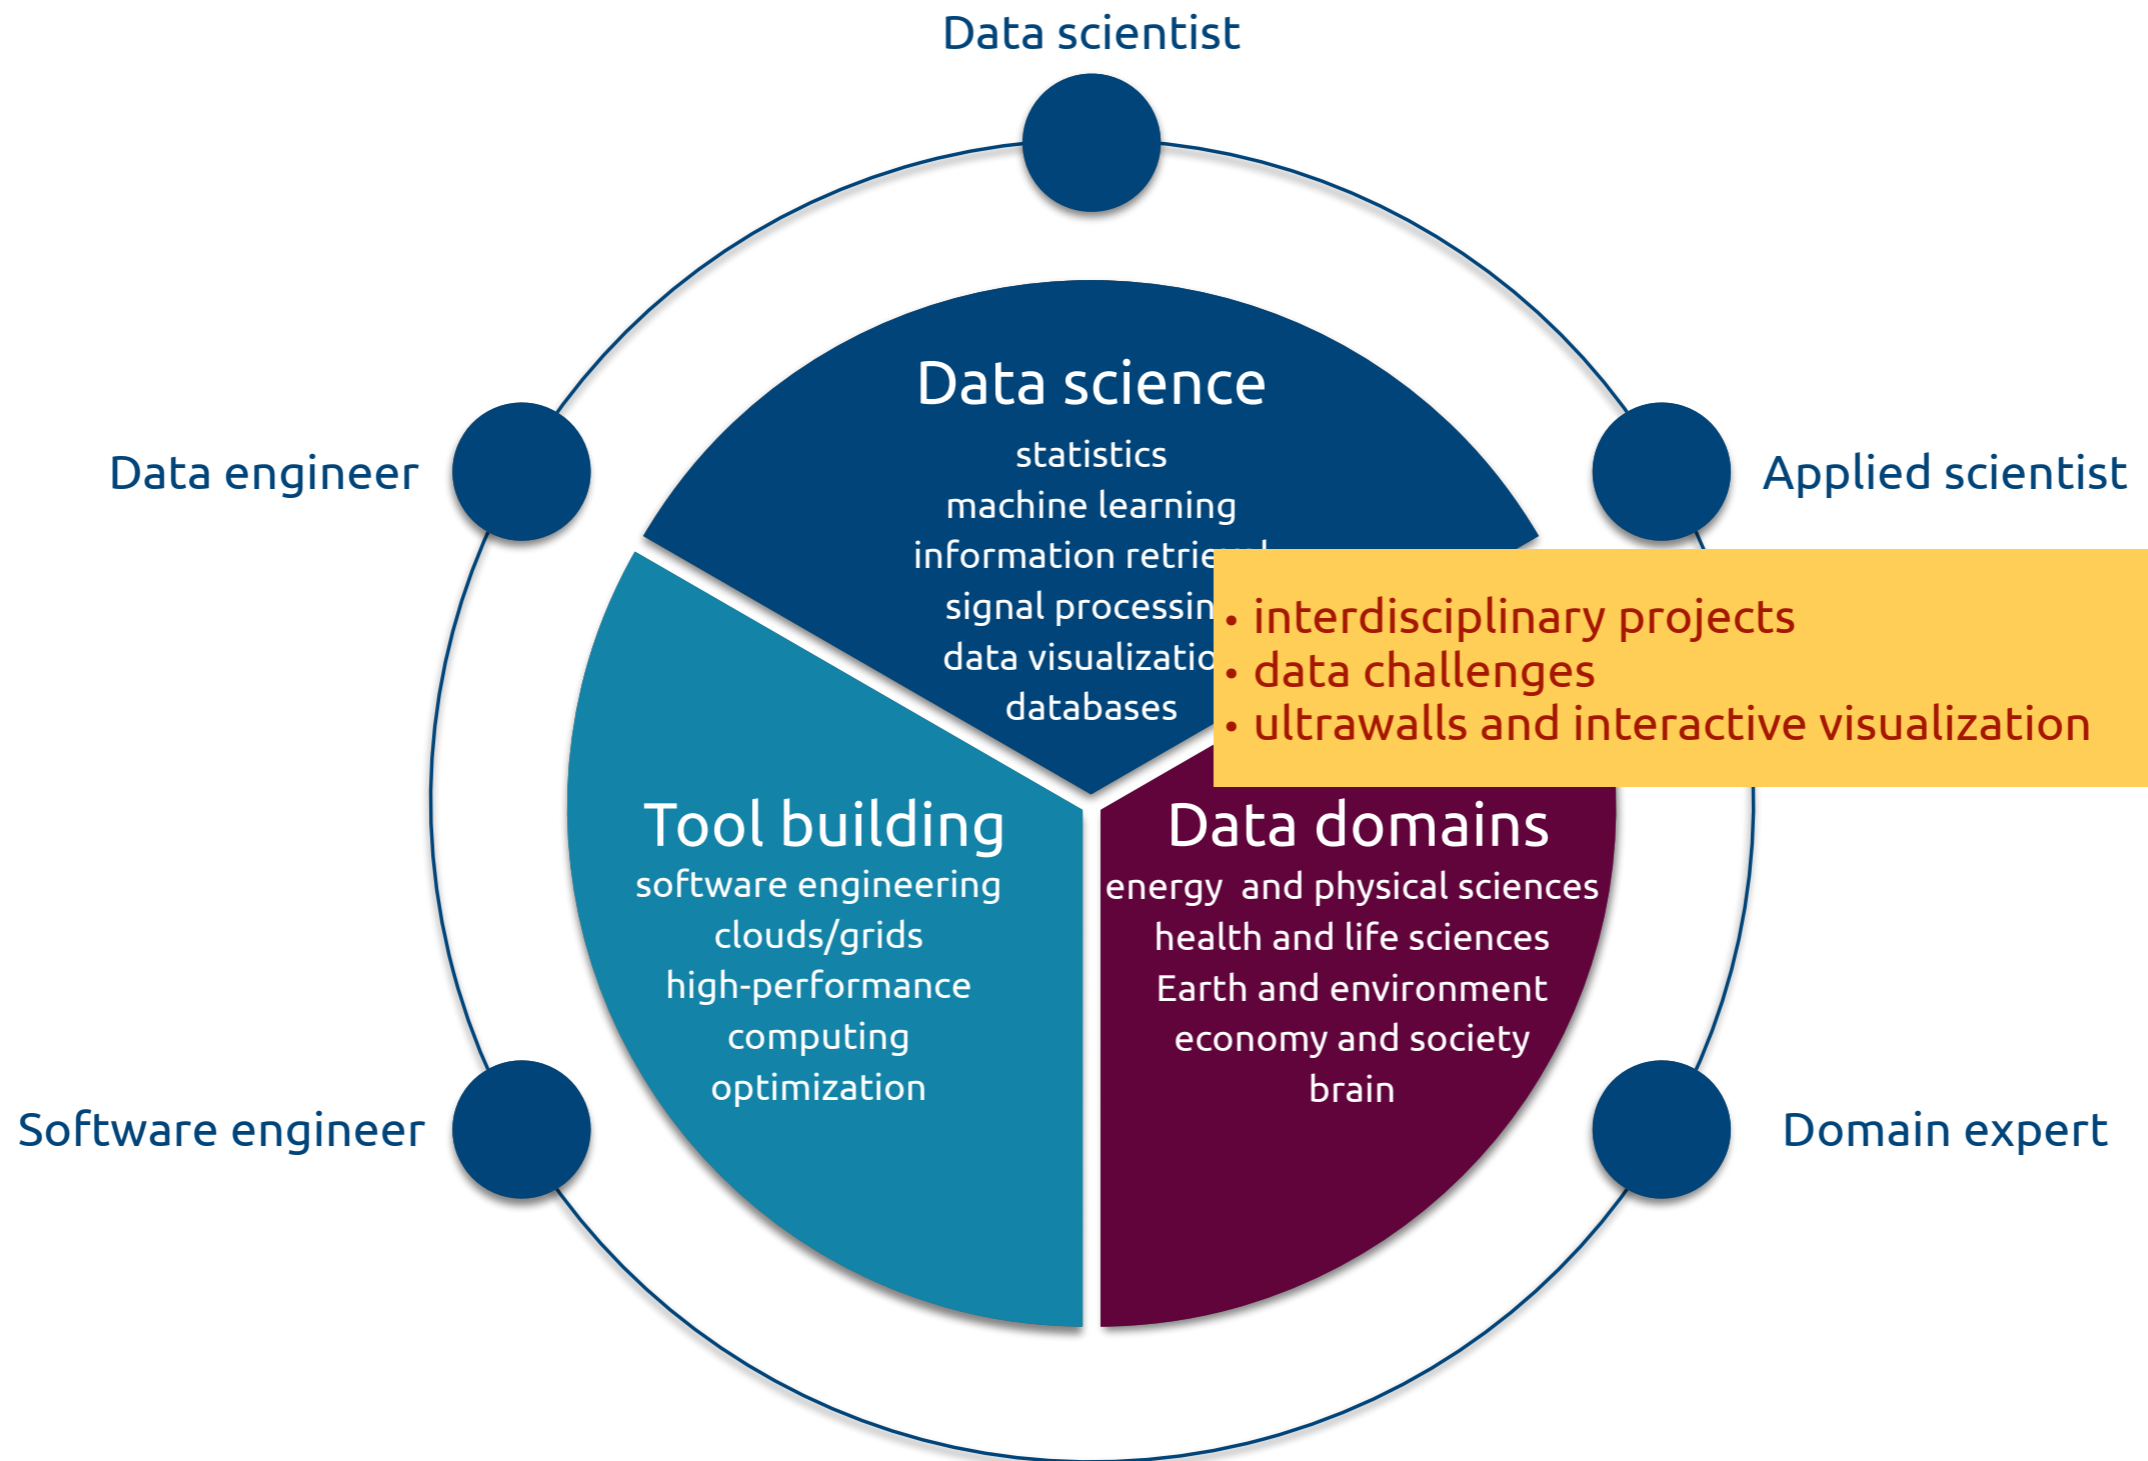 Data scientist
Data engineer
Applied scientist
Data science
statistics
machine learning
information
signal
data
databases
• interdisciplinary projects
• data challenges
• ultrawalls and interactive visualization
Tool building
software engineering
clouds/grids
high-performance
computing
optimization
Data domains
energy and physical sciences
health and life sciences
Earth and environment
economy and society
brain
Software engineer
Domain expert